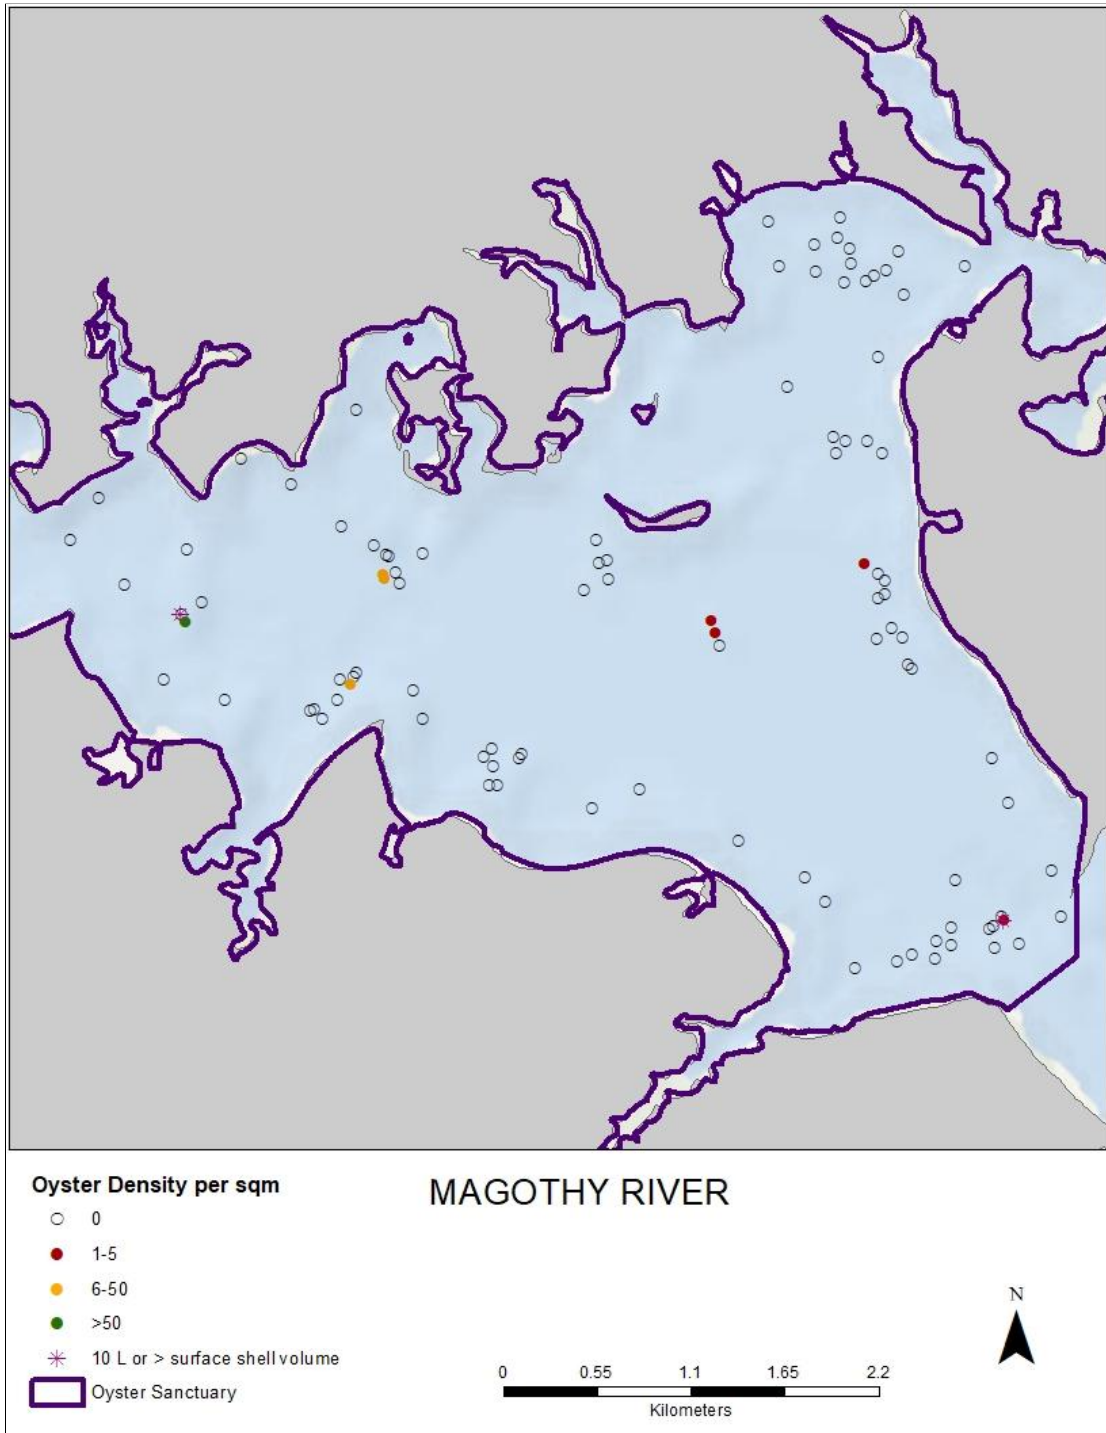 Oyster Density per sqm
MAGOTHY RIVER
0
1-5
6-50
>50
10 L or > surface shell volume
Oyster Sanctuary
N
0 0.55 1.1 1.65 2.2
Kilometers